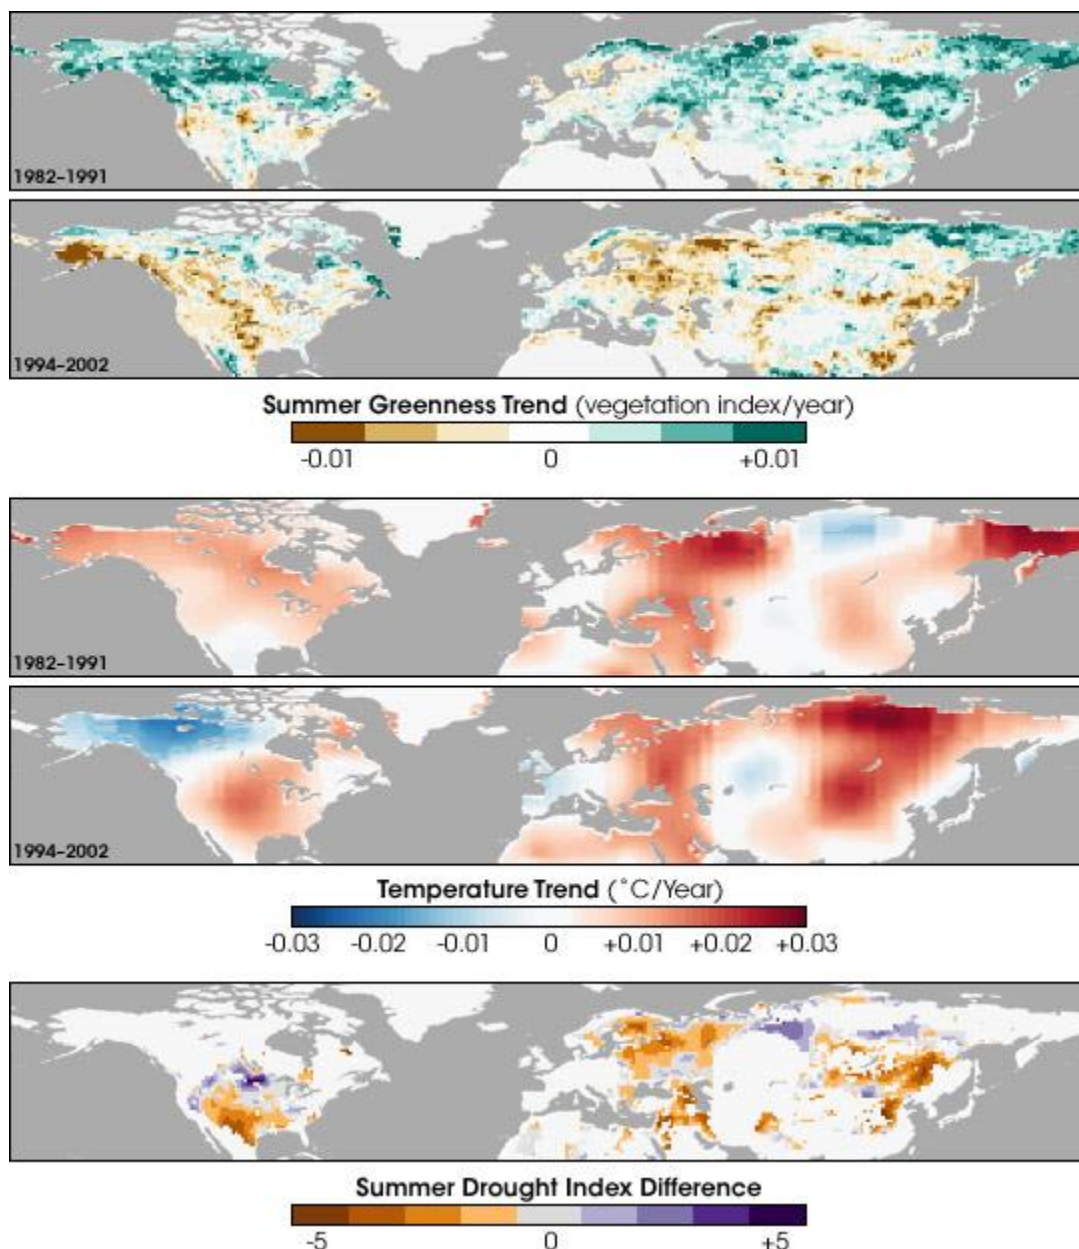 1982–1991
1994–2002
Summer Greenness Trend (vegetation index/year)
-0.01 0 +0.01
1982–1991
1994–2002
Temperature Trend (˚C/Year)
-0.03 -0.02 -0.01 0 +0.01 +0.02 +0.03
Summer Drought Index Difference
-5 0 +5